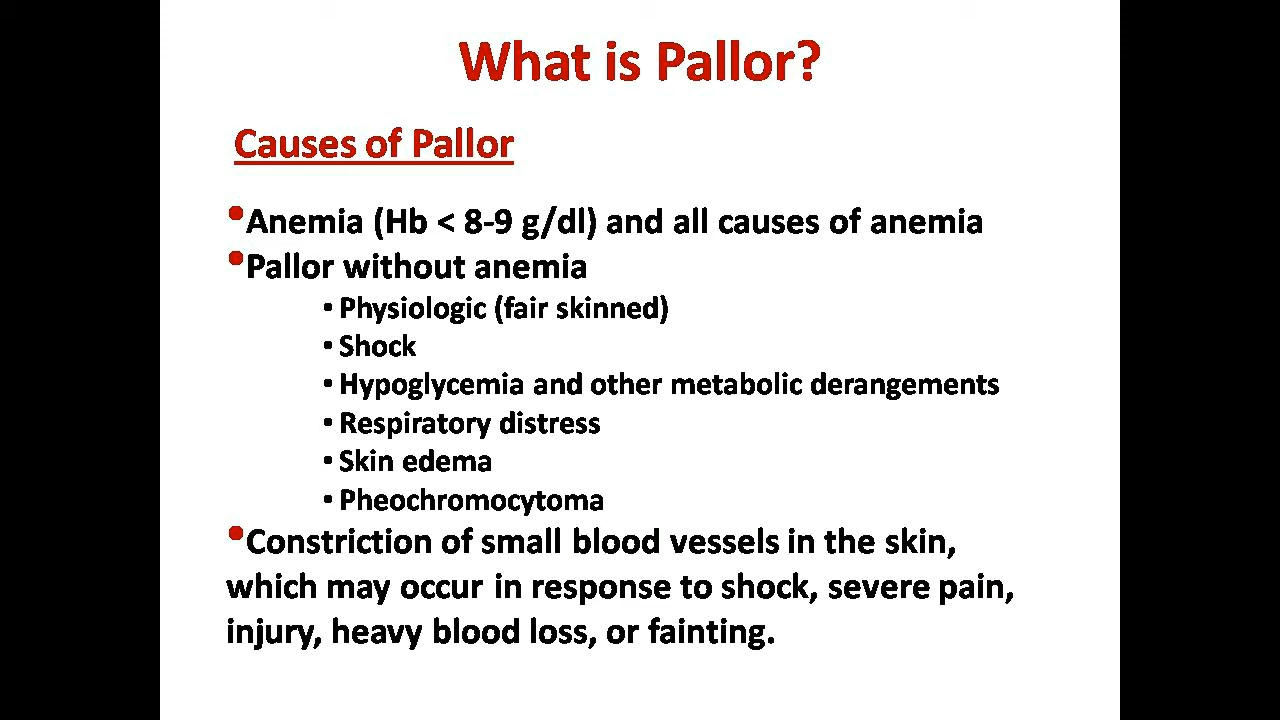 What is Pallor?
Causes of Pallor
•Anemia (Hb < 8-9 g/dl) and all causes of anemia
•Pallor without anemia
• Physiologic (fair skinned)
• Shock
• Hypoglycemia and other metabolic derangements
• Respiratory distress
• Skin edema
• Pheochromocytoma
•Constriction of small blood vessels in the skin,
which may occur in response to shock, severe pain,
injury, heavy blood loss, or fainting.